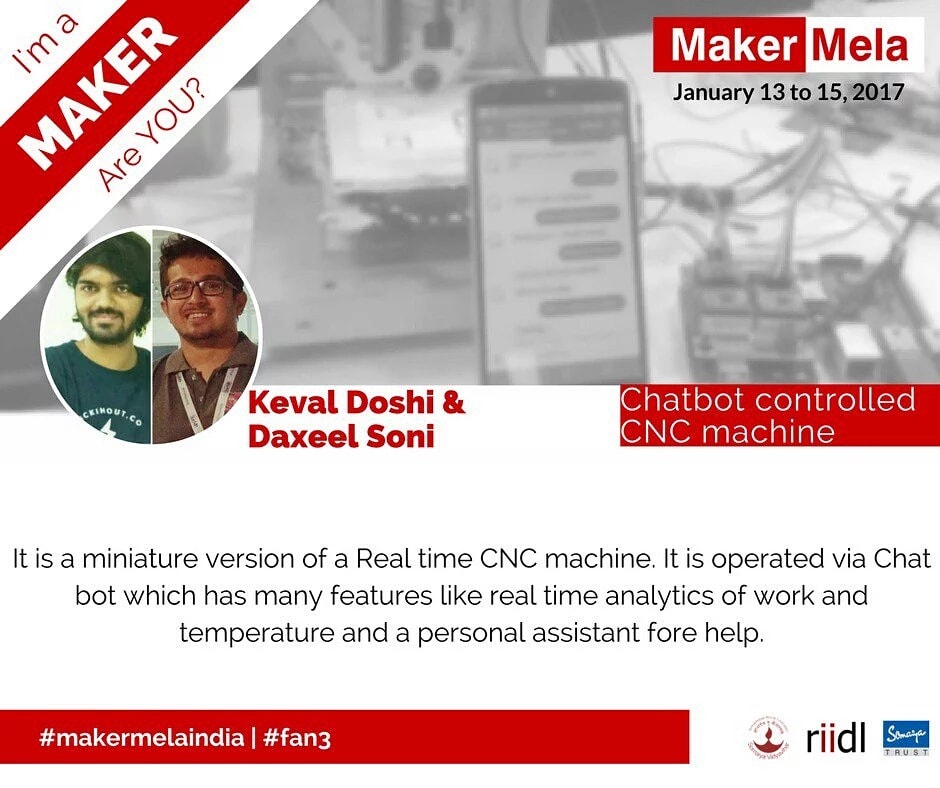 I'm a
MAKER
Are YOU?
Maker Mela
January 13 to 15, 2017
CKINOUT.CO
Keval Doshi &
Daxeel Soni
Chatbot controlled
CNC machine
It is a miniature version of a Real time CNC machine. It is operated via Chat
bot which has many features like real time analytics of work and
temperature and a personal assistant fore help.
#makermelaindia | #fan3
riidl
Somaiya
TRUST